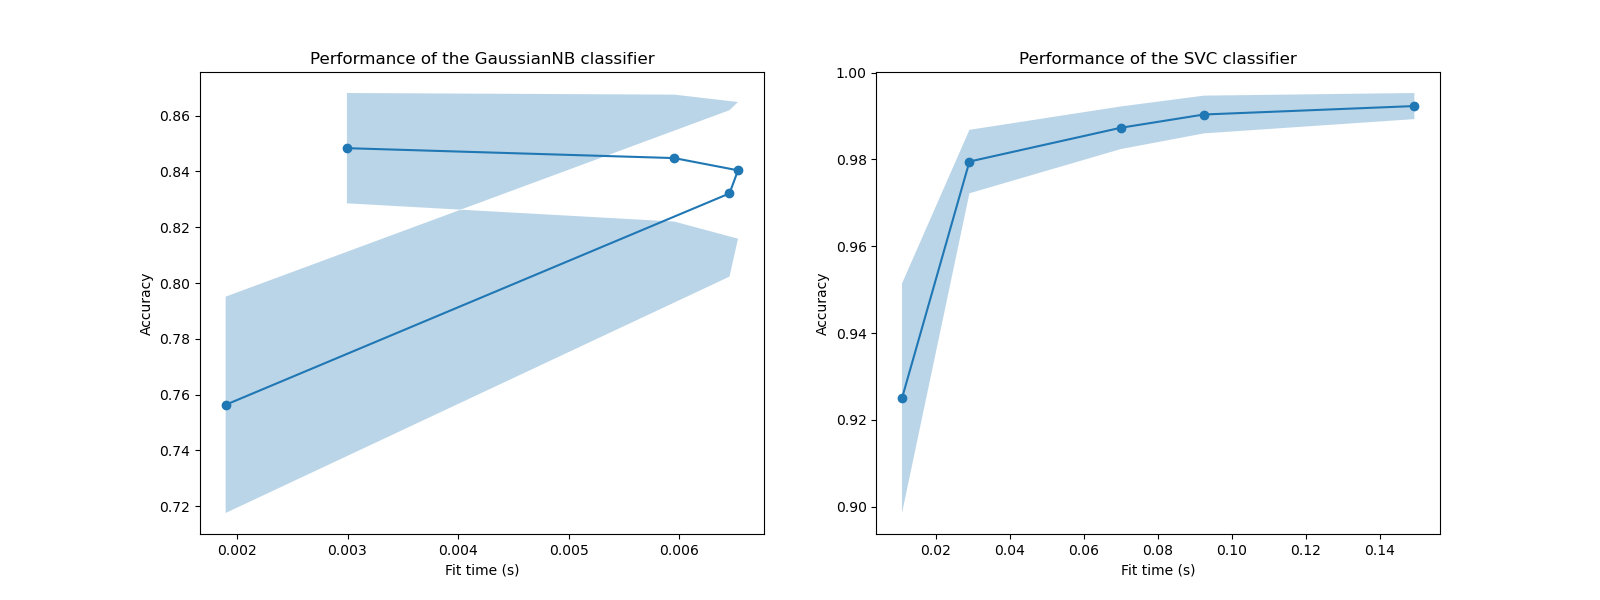 Performance of the GaussianNB classifier
Accuracy
0.86
0.84
0.82
0.80
0.78
0.76
0.74
0.72
0.002 0.003 0.004 0.005 0.006
Fit time (s)
Performance of the SVC classifier
Accuracy
1.00
0.98
0.96
0.94
0.92
0.90
0.02 0.04 0.06 0.08 0.10 0.12 0.14
Fit time (s)